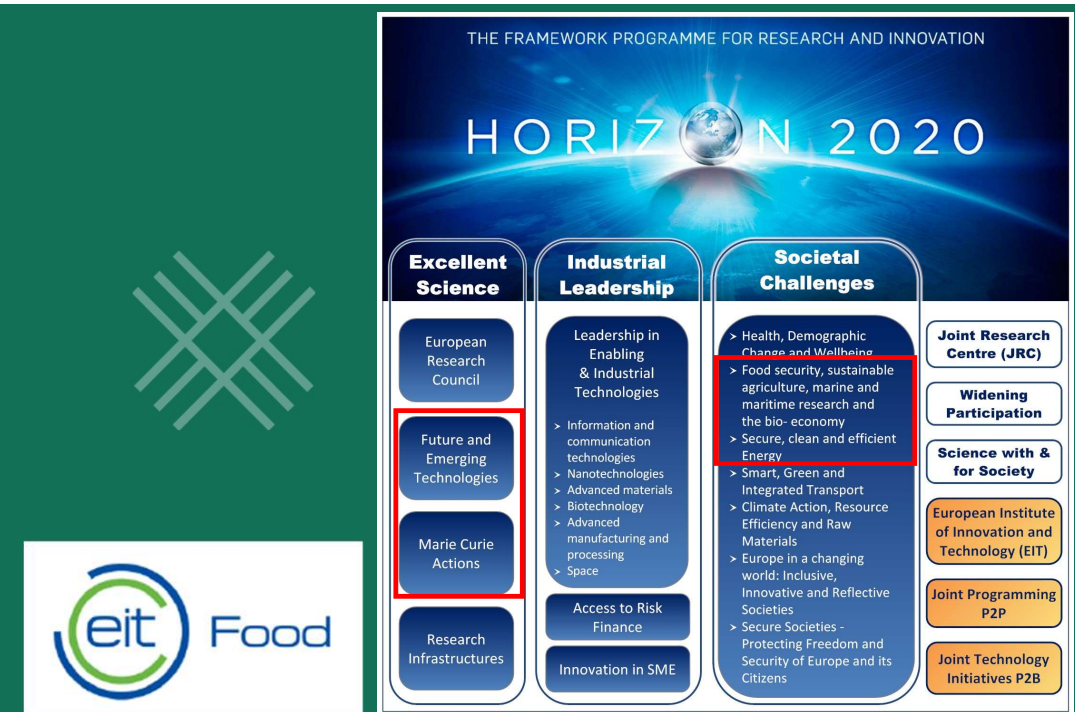 THE FRAMEWORK PROGRAMME FOR RESEARCH AND INNOVATION
HORIZON 2020
Excellent
Science
European
Research
Council
Future and
Emerging
Technologies
Marie Curie
Actions
Research
Infrastructures
Industrial
Leadership
Leadership in
Enabling
& Industrial
Technologies
> Information and
communication
technologies
> Nanotechnologies
> Advanced materials
> Biotechnology
> Advanced
manufacturing and
processing
> Space
Access to Risk
Finance
Innovation in SME
Societal
Challenges
> Health, Demographic
Change and Wellbeing
> Food security, sustainable
agriculture, marine and
maritime research and
the bio- economy
> Secure, clean and efficient
Energy
> Smart, Green and
Integrated Transport
> Climate Action, Resource
Efficiency and Raw
Materials
> Europe in a changing
world: Inclusive,
Innovative and Reflective
Societies
> Secure Societies -
Protecting Freedom and
Security of Europe and its
Citizens
Joint Research
Centre (JRC)
Widening
Participation
Science with &
for Society
European Institute
of Innovation and
Technology (EIT)
Joint Programming
P2P
Joint Technology
Initiatives P2B
eit Food